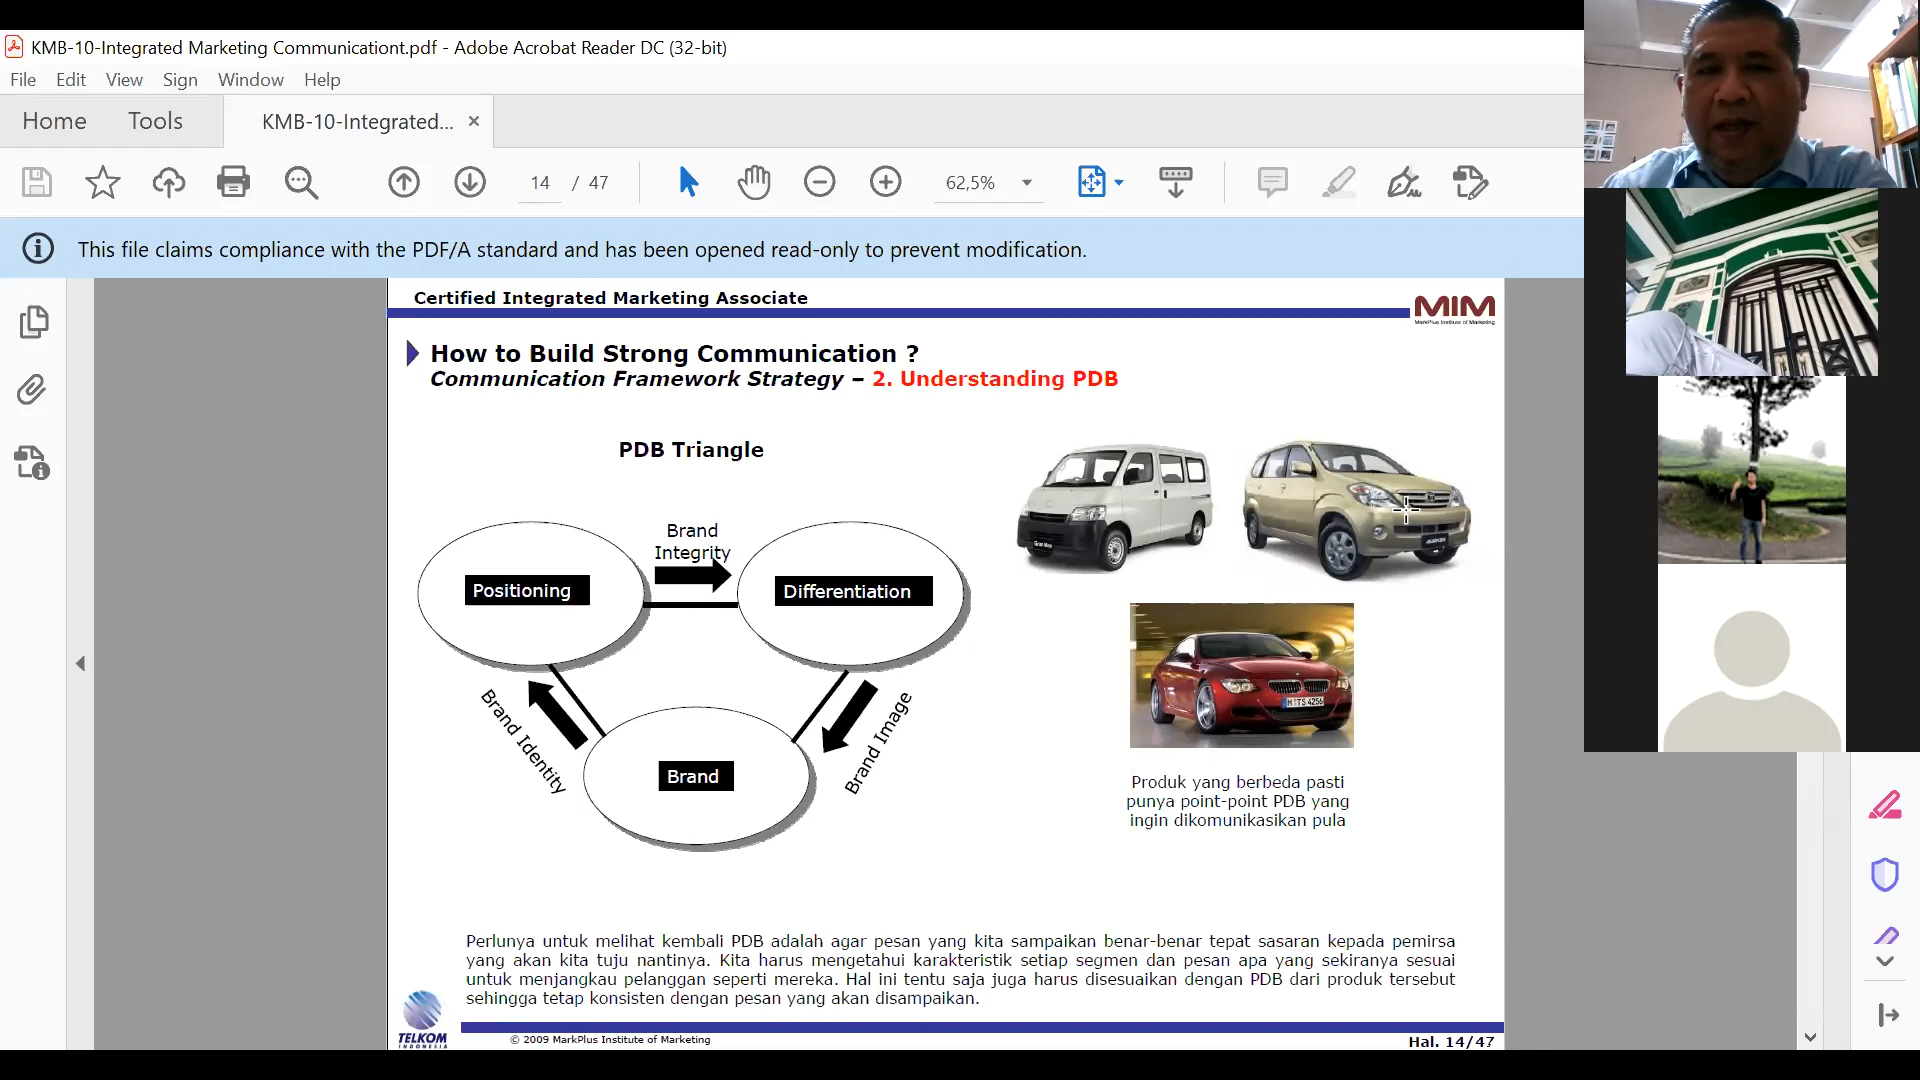 KMB-10-Integrated Marketing Communicationt.pdf - Adobe Acrobat Reader DC (32-bit)
File Edit View Sign Window Help
Home Tools KMB-10-Integrated... ×
14 / 47 62,5%
This file claims compliance with the PDF/A standard and has been opened read-only to prevent modification.
Certified Integrated Marketing Associate
MIM
MarkPlus Institute of Marketing
How to Build Strong Communication ?
Communication Framework Strategy – 2. Understanding PDB
PDB Triangle
Brand
Integrity
Positioning
Differentiation
Brand Identity
Brand Image
Brand
M TS 4256
Produk yang berbeda pasti
punya point-point PDB yang
ingin dikomunikasikan pula
Perlunya untuk melihat kembali PDB adalah agar pesan yang kita sampaikan benar-benar tepat sasaran kepada pemirsa
yang akan kita tuju nantinya. Kita harus mengetahui karakteristik setiap segmen dan pesan apa yang sekiranya sesuai
untuk menjangkau pelanggan seperti mereka. Hal ini tentu saja juga harus disesuaikan dengan PDB dari produk tersebut
sehingga tetap konsisten dengan pesan yang akan disampaikan.
TELKOM
INDONESIA
© 2009 MarkPlus Institute of Marketing
Hal. 14/47